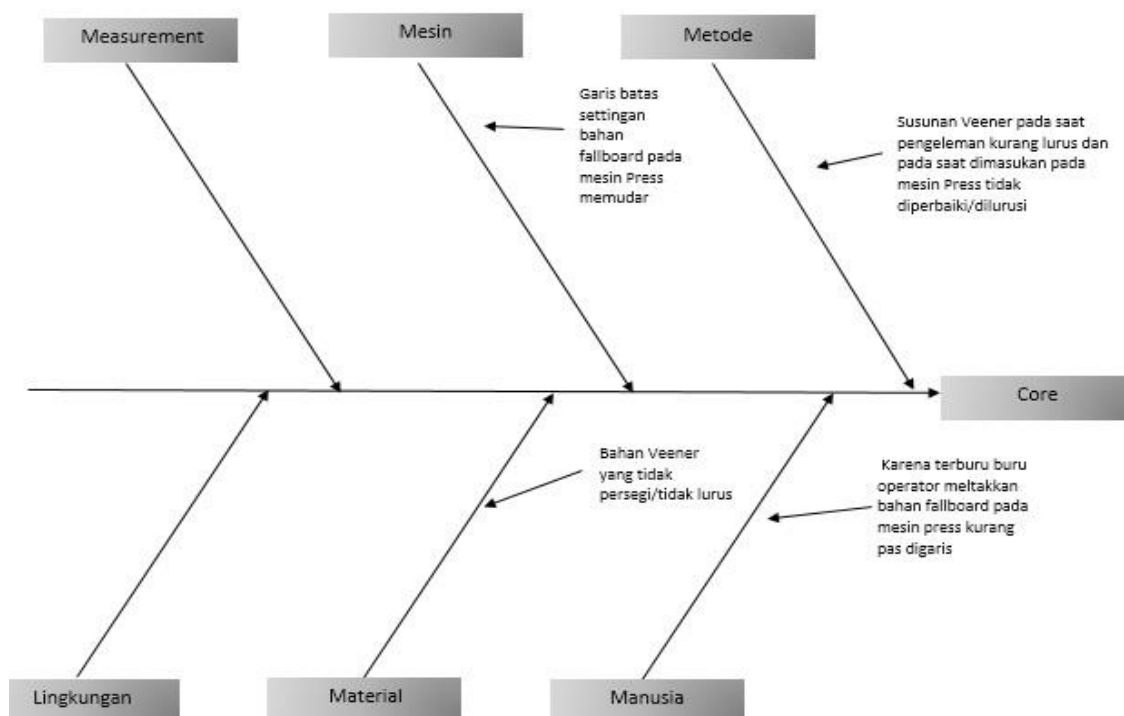 Measurement
Mesin
Metode
Garis batas
settingan
bahan
fallboard pada
mesin Press
memudar
Susunan Veener pada saat
pengeleman kurang lurus dan
pada saat dimasukan pada
mesin Press tidak
diperbaiki/dilurusi
Core
Bahan Veener
yang tidak
persegi/tidak lurus
Karena terburu buru
operator meltakkan
bahan fallboard pada
mesin press kurang
pas digaris
Lingkungan
Material
Manusia